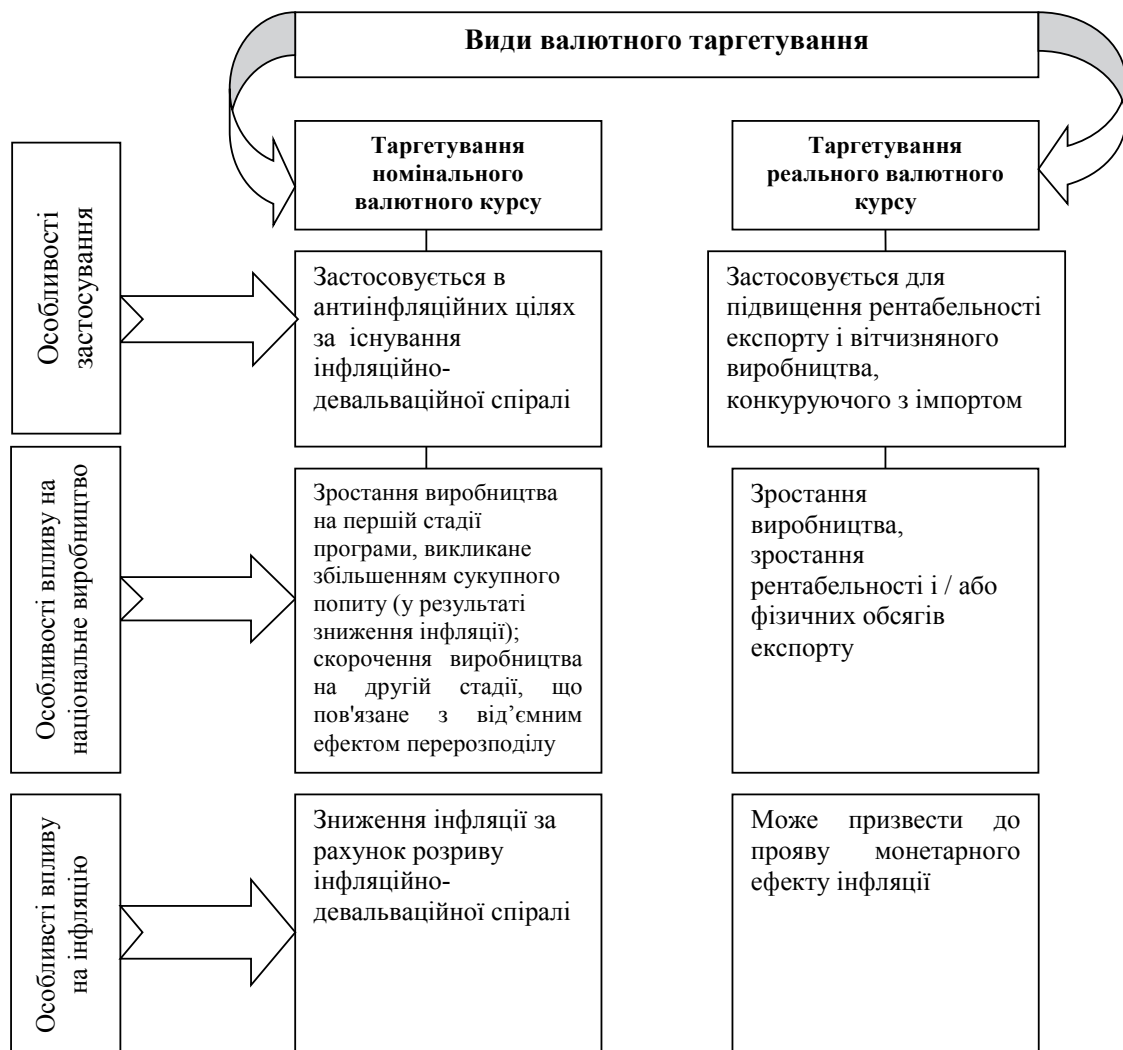 Види валютного таргетування
Таргетування
номінального
валютного курсу
Таргетування
реального валютного
курсу
Особливості
застосування
Застосовується в
антиінфляційних цілях
за існування
інфляційно-
девальваційної спіралі
Застосовується для
підвищення рентабельності
експорту і вітчизняного
виробництва,
конкуруючого з імпортом
Особливості впливу на
національне виробництво
Зростання виробництва
на першій стадії
програми, викликане
збільшенням сукупного
попиту (у результаті
зниження інфляції);
скорочення виробництва
на другій стадії, що
пов'язане з від’ємним
ефектом перерозподілу
Зростання
виробництва,
зростання
рентабельності і / або
фізичних обсягів
експорту
Особливсті впливу
на інфляцію
Зниження інфляції за
рахунок розриву
інфляційно-
девальваційної спіралі
Може призвести до
прояву монетарного
ефекту інфляції